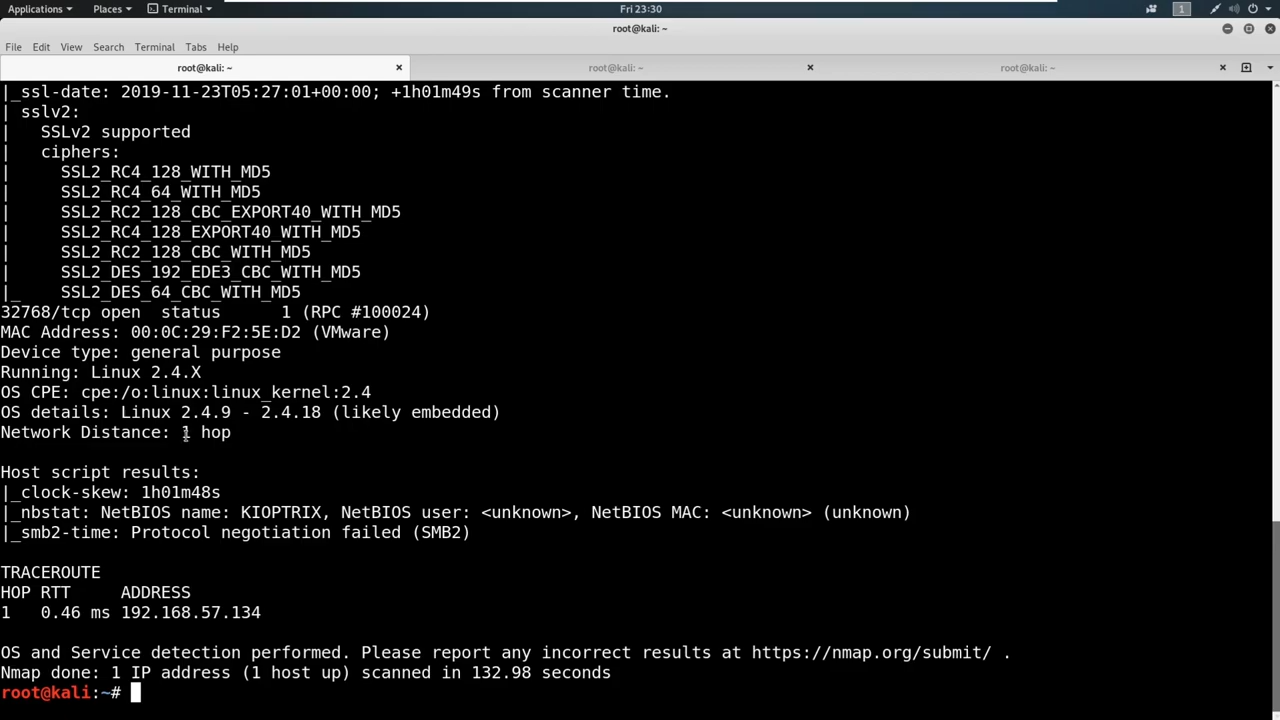 Applications Places Terminal Fri 23:30 1
root@kali: ~
File Edit View Search Terminal Tabs Help
root@kali: ~ root@kali: ~ root@kali: ~
|_ssl-date: 2019-11-23T05:27:01+00:00; +1h01m49s from scanner time.
| sslv2:
|   SSLv2 supported
|   ciphers:
|     SSL2_RC4_128_WITH_MD5
|     SSL2_RC4_64_WITH_MD5
|     SSL2_RC2_128_CBC_EXPORT40_WITH_MD5
|     SSL2_RC4_128_EXPORT40_WITH_MD5
|     SSL2_RC2_128_CBC_WITH_MD5
|     SSL2_DES_192_EDE3_CBC_WITH_MD5
|_    SSL2_DES_64_CBC_WITH_MD5
32768/tcp open  status      1 (RPC #100024)
MAC Address: 00:0C:29:F2:5E:D2 (VMware)
Device type: general purpose
Running: Linux 2.4.X
OS CPE: cpe:/o:linux:linux_kernel:2.4
OS details: Linux 2.4.9 - 2.4.18 (likely embedded)
Network Distance: 1 hop
Host script results:
|_clock-skew: 1h01m48s
|_nbstat: NetBIOS name: KIOPTRIX, NetBIOS user: <unknown>, NetBIOS MAC: <unknown> (unknown)
|_smb2-time: Protocol negotiation failed (SMB2)
TRACEROUTE
HOP RTT     ADDRESS
1   0.46 ms 192.168.57.134
OS and Service detection performed. Please report any incorrect results at https://nmap.org/submit/ .
Nmap done: 1 IP address (1 host up) scanned in 132.98 seconds
root@kali:~#